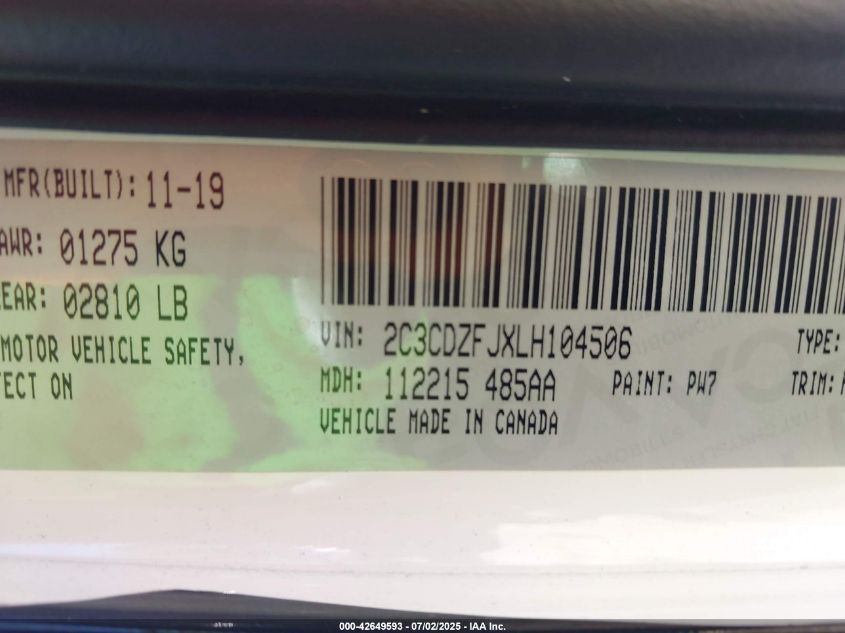 MFR(BUILT): 11-19
AWR: 01275 KG
EAR: 02810 LB
MOTOR VEHICLE SAFETY,
ECT ON
VIN: 2C3CDZFJXLH104506
TYPE:
MDH: 112215 485AA
PAINT: PW7
TRIM:
VEHICLE MADE IN CANADA
000-42649593 - 07/02/2025 - IAA Inc.